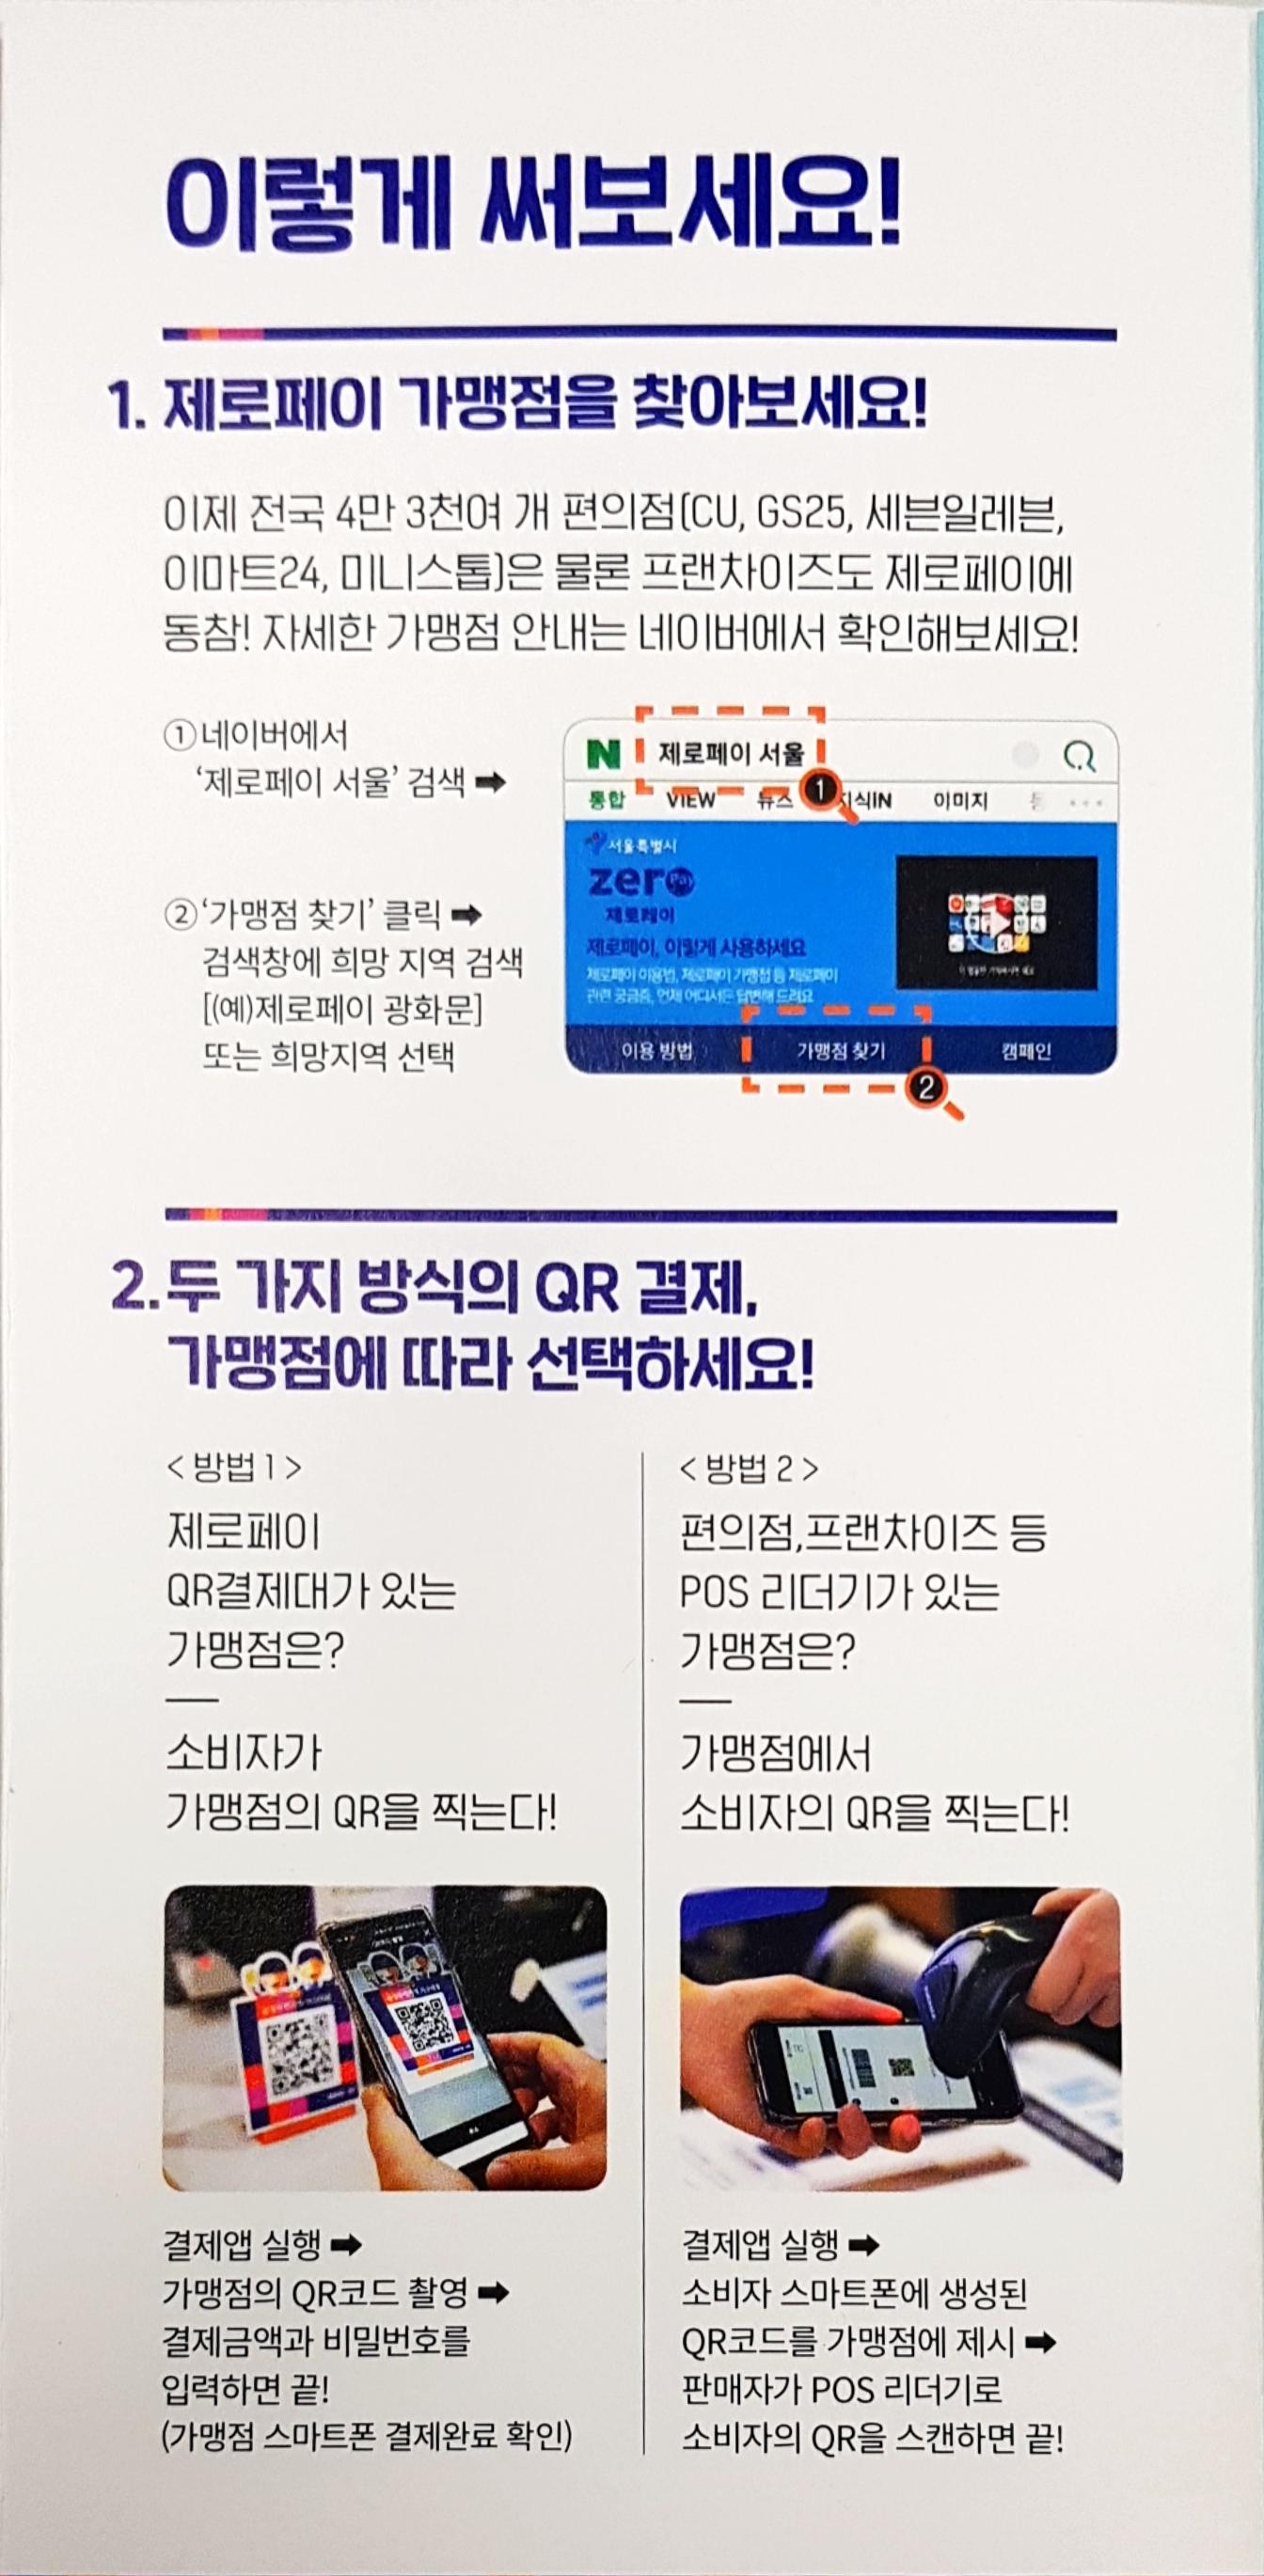 이렇게 써보세요!
1. 제로페이 가맹점을 찾아보세요!
이제 전국 4만 3천여 개 편의점(CU, GS25, 세븐일레븐,
이마트24, 미니스톱)은 물론 프랜차이즈도 제로페이에
동참! 자세한 가맹점 안내는 네이버에서 확인해보세요!
①네이버에서
'제로페이 서울' 검색 ➡
②'가맹점 찾기' 클릭 ➡
검색창에 희망 지역 검색
[(예)제로페이 광화문]
또는 희망지역 선택
N 제로페이 서울
1
통합 VIEW 뉴스 지식IN 이미지
서울특별시
zero Pay
제로페이
제로페이, 이렇게 사용하세요
제로페이 이용법, 제로페이 가맹점 등 제로페이
관련 궁금증, 언제 어디서든 답변해 드려요
이용 방법 가맹점 찾기 캠페인
2
2.두 가지 방식의 QR 결제,
가맹점에 따라 선택하세요!
<방법 1>
제로페이
QR결제대가 있는
가맹점은?
소비자가
가맹점의 QR을 찍는다!
결제앱 실행 ➡
가맹점의 QR코드 촬영 ➡
결제금액과 비밀번호를
입력하면 끝!
(가맹점 스마트폰 결제완료 확인)
<방법 2>
편의점,프랜차이즈 등
POS 리더기가 있는
가맹점은?
가맹점에서
소비자의 QR을 찍는다!
결제앱 실행 ➡
소비자 스마트폰에 생성된
QR코드를 가맹점에 제시 ➡
판매자가 POS 리더기로
소비자의 QR을 스캔하면 끝!